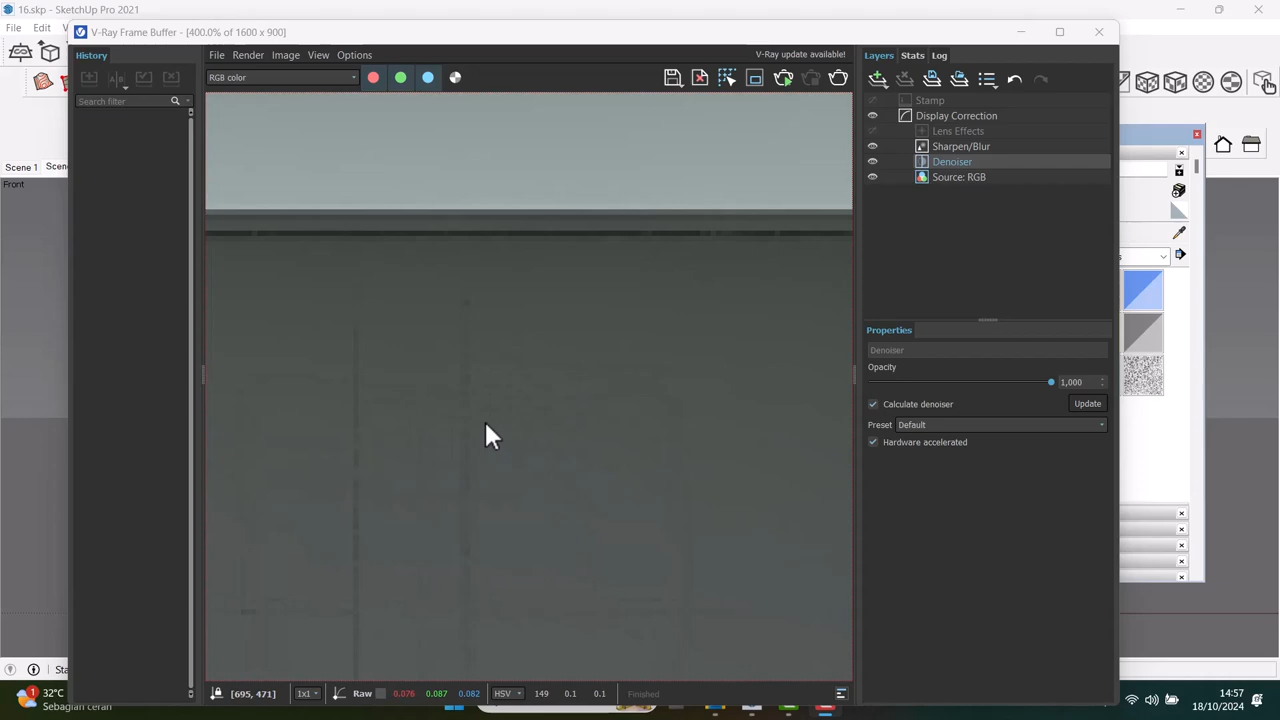 16.skp - SketchUp Pro 2021
File
Edit
V-Ray Frame Buffer - [400.0% of 1600 x 900]
History
File
Render
Image
View
Options
V-Ray update available!
Layers
Stats
Log
RGB color
Search filter
Stamp
Display Correction
Lens Effects
Sharpen/Blur
Denoiser
Source: RGB
Scene 1
Front
Properties
Denoiser
Opacity
1,000
Calculate denoiser
Update
Preset
Default
Hardware accelerated
[695, 471]
1x1
Raw
0.076
0.087
0.082
HSV
149
0.1
0.1
Finished
1
32°C
Sebagian cerah
14:57
18/10/2024